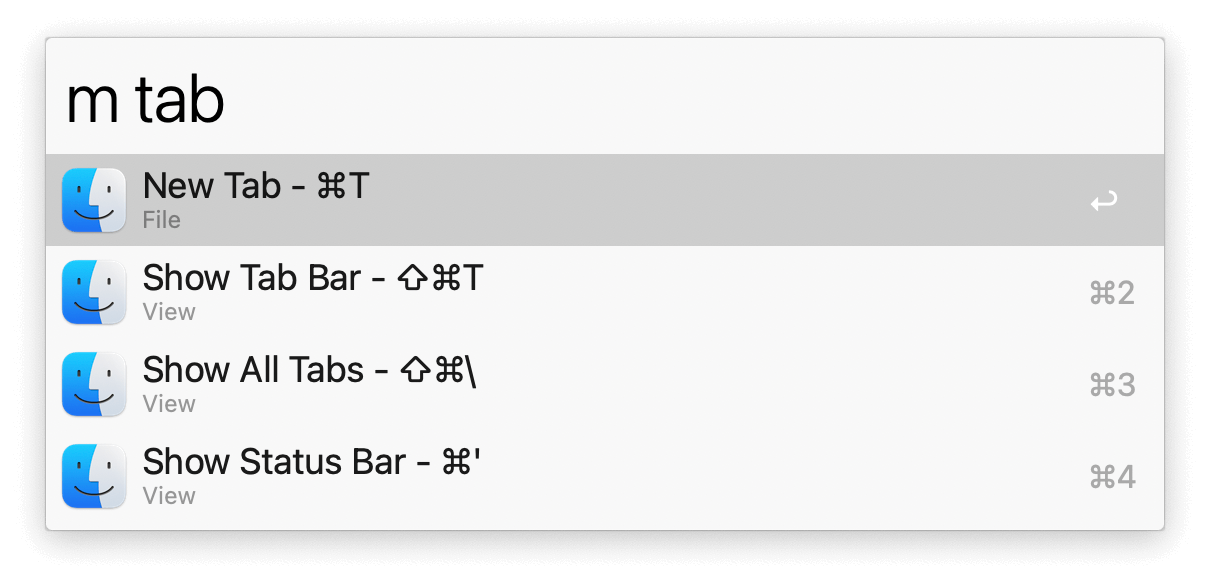 m tab
New Tab - ⌘T
File
Show Tab Bar - ⇧⌘T
View
⌘2
Show All Tabs - ⇧⌘\
View
⌘3
Show Status Bar - ⌘'
View
⌘4